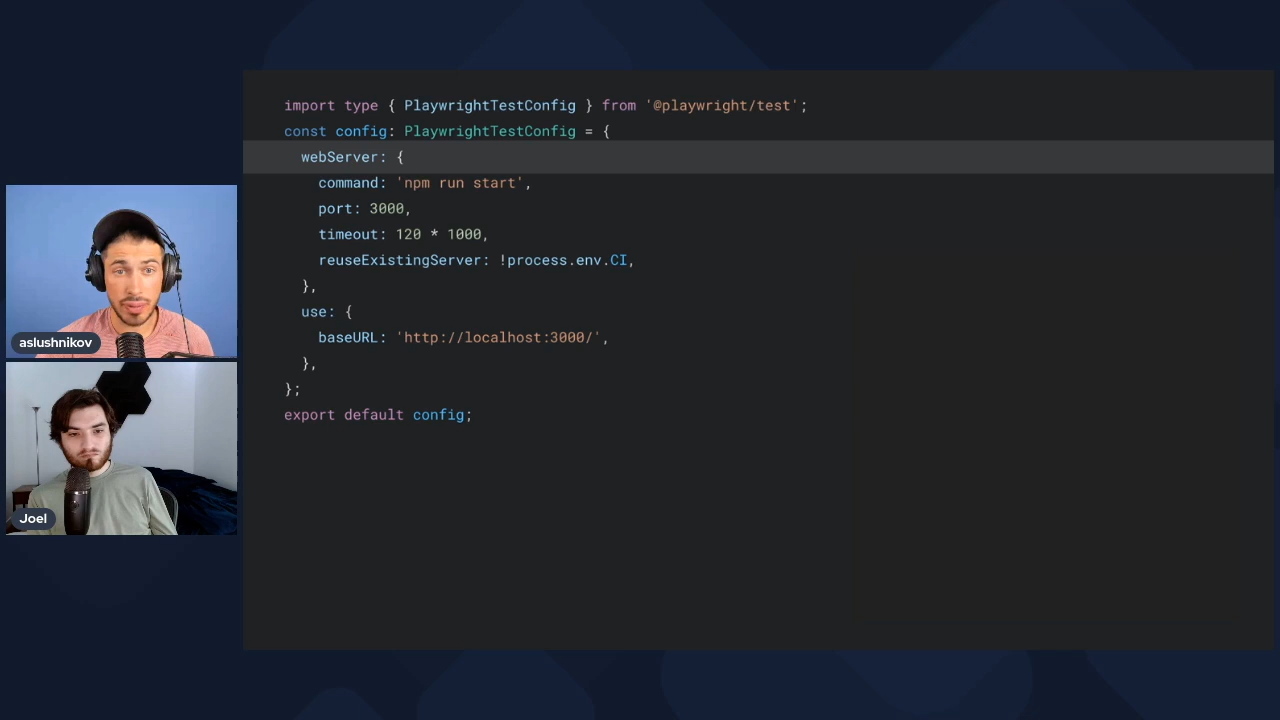 import type { PlaywrightTestConfig } from '@playwright/test';
const config: PlaywrightTestConfig = {
  webServer: {
    command: 'npm run start',
    port: 3000,
    timeout: 120 * 1000,
    reuseExistingServer: !process.env.CI,
  },
  use: {
    baseURL: 'http://localhost:3000/',
  },
};
export default config;
aslushnikov
Joel